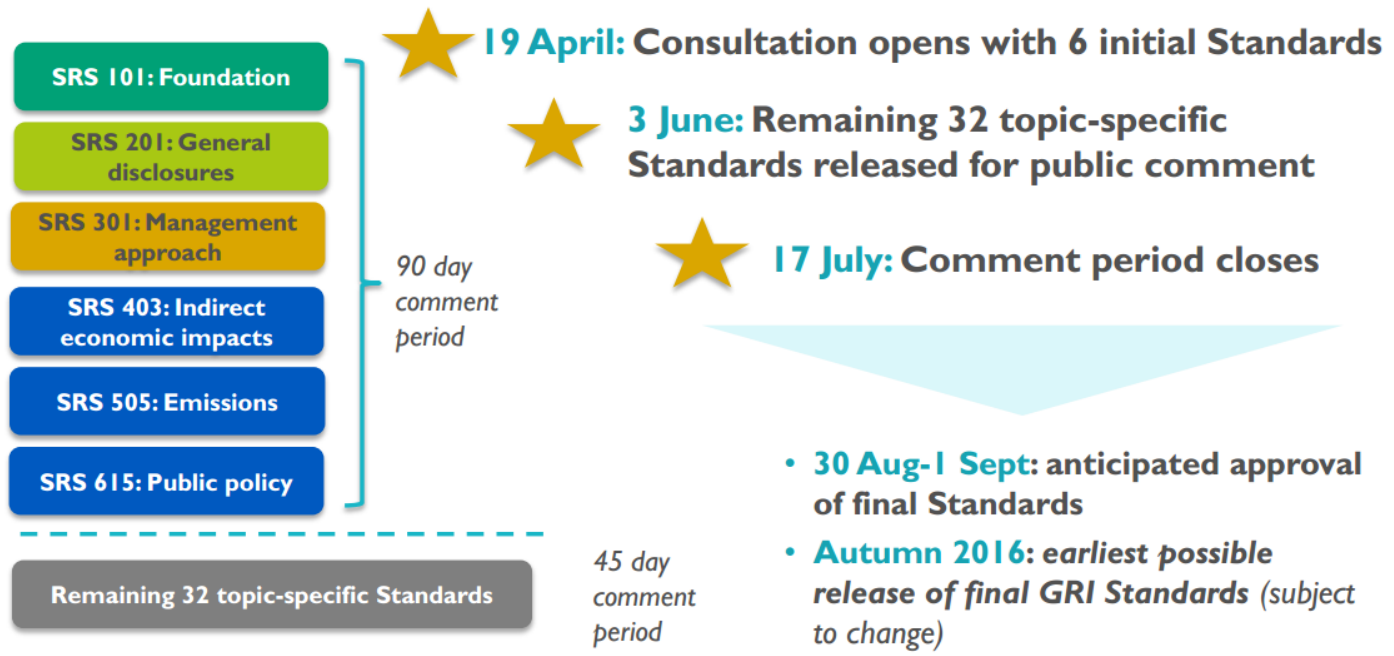 SRS 101: Foundation
SRS 201: General
disclosures
SRS 301: Management
approach
SRS 403: Indirect
economic impacts
SRS 505: Emissions
SRS 615: Public policy
90 day
comment
period
Remaining 32 topic-specific Standards
45 day
comment
period
19 April: Consultation opens with 6 initial Standards
3 June: Remaining 32 topic-specific
Standards released for public comment
17 July: Comment period closes
• 30 Aug-1 Sept: anticipated approval
of final Standards
• Autumn 2016: earliest possible
release of final GRI Standards (subject
to change)